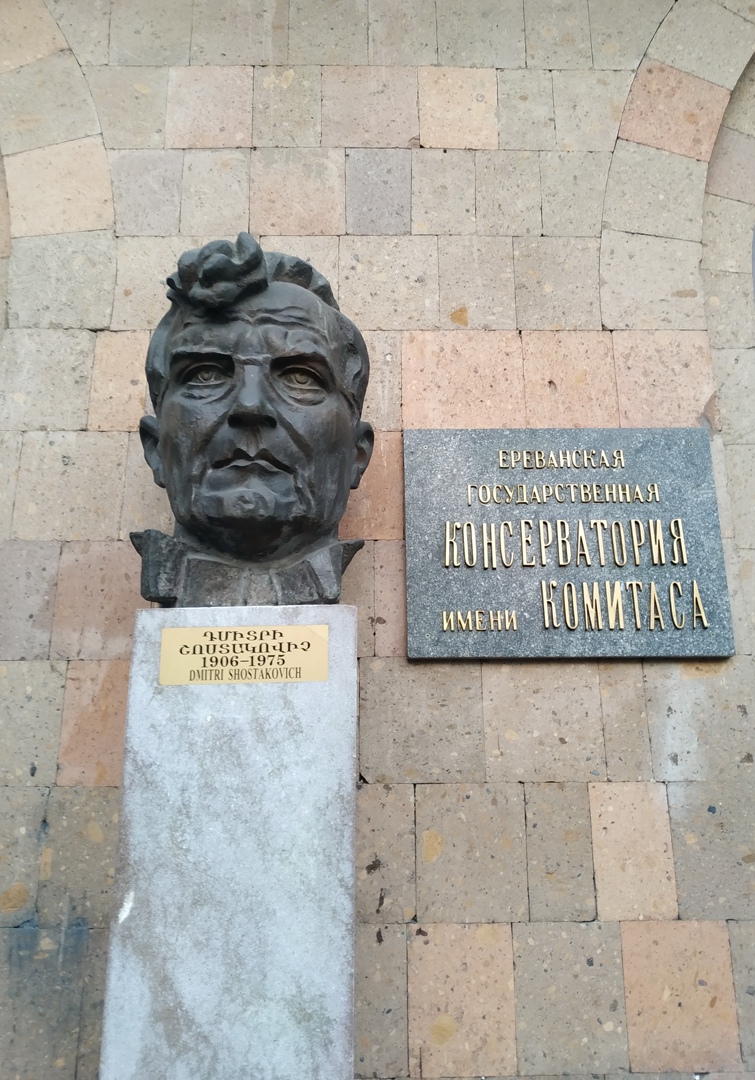 ԴՄԻՏՐԻ
ՇՈՍՏԱԿՈՎԻՉ
1906-1975
DMITRI SHOSTAKOVICH
ЕРЕВАНСКАЯ
ГОСУДАРСТВЕННАЯ
КОНСЕРВАТОРИЯ
ИМЕНИ КОМИТАСА